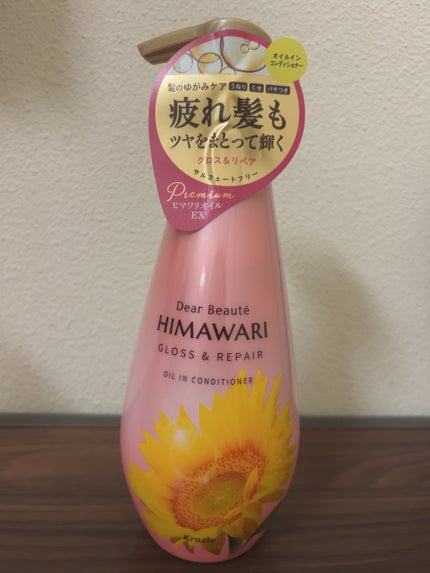 オイルイン
コンディショナー
髪のゆがみケア うねり くせ パサつき
疲れ髪も
ツヤをまとって輝く
グロス&リペア
サルフェートフリー
Premium
ヒマワリオイル
EX
Dear Beauté
HIMAWARI
GLOSS & REPAIR
OIL IN CONDITIONER
Kracie